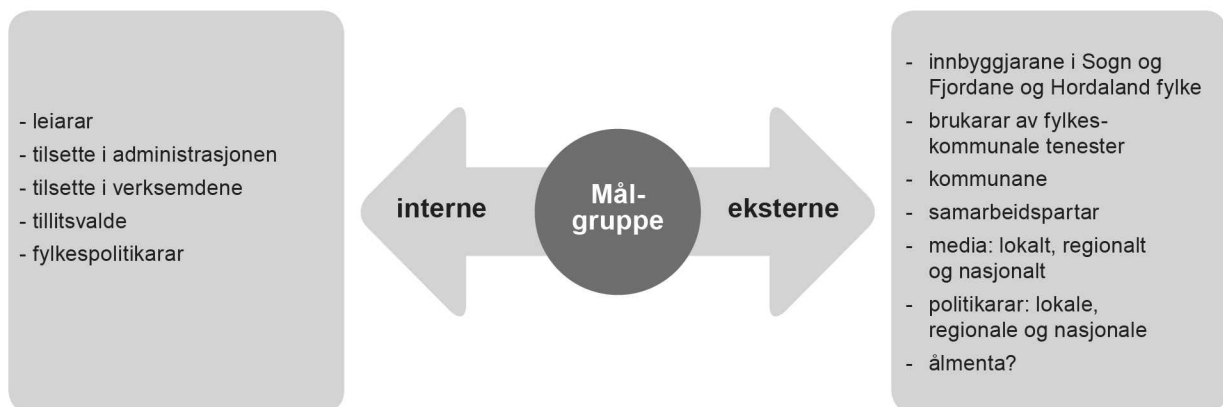 - leiarar
- tilsette i administrasjonen
- tilsette i verksemdene
- tillitsvalde
- fylkespolitikarar
interne
Mål-
gruppe
eksterne
- innbyggjarane i Sogn og
Fjordane og Hordaland fylke
- brukarar av fylkes-
kommunale tenester
- kommunane
- samarbeidspartar
- media: lokalt, regionalt
og nasjonalt
- politikarar: lokale,
regionale og nasjonale
- ålmenta?